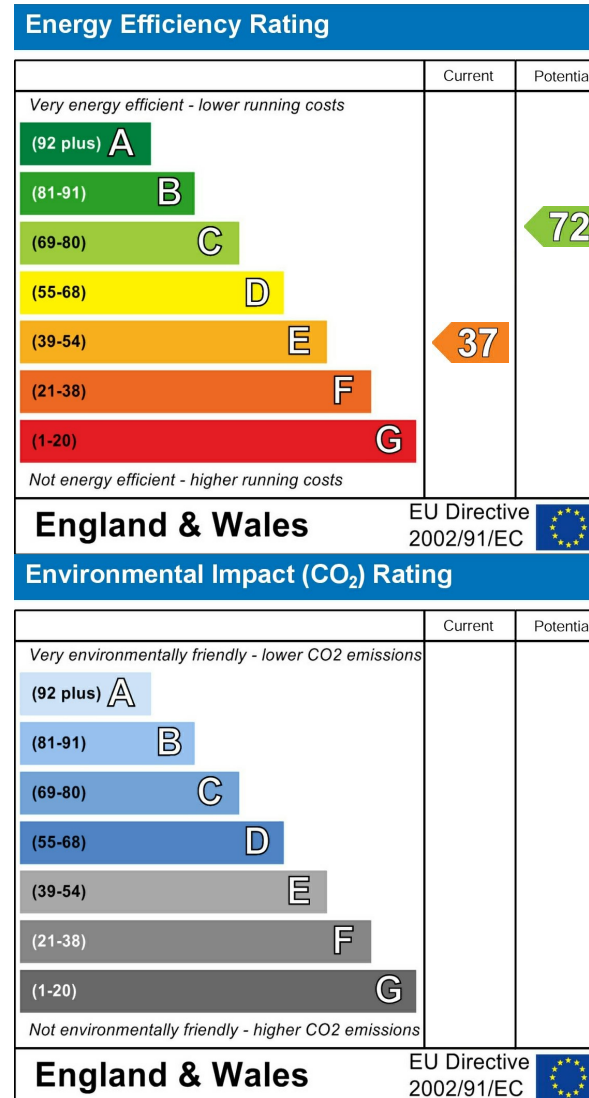 Energy Efficiency Rating
Current Potentia
Very energy efficient - lower running costs
(92 plus) A
(81-91) B
(69-80) C
72
(55-68) D
(39-54) E
37
(21-38) F
(1-20) G
Not energy efficient - higher running costs
England & Wales
EU Directive
2002/91/EC
Environmental Impact (CO₂) Rating
Current Potentia
Very environmentally friendly - lower CO2 emissions
(92 plus) A
(81-91) B
(69-80) C
(55-68) D
(39-54) E
(21-38) F
(1-20) G
Not environmentally friendly - higher CO2 emissions
England & Wales
EU Directive
2002/91/EC